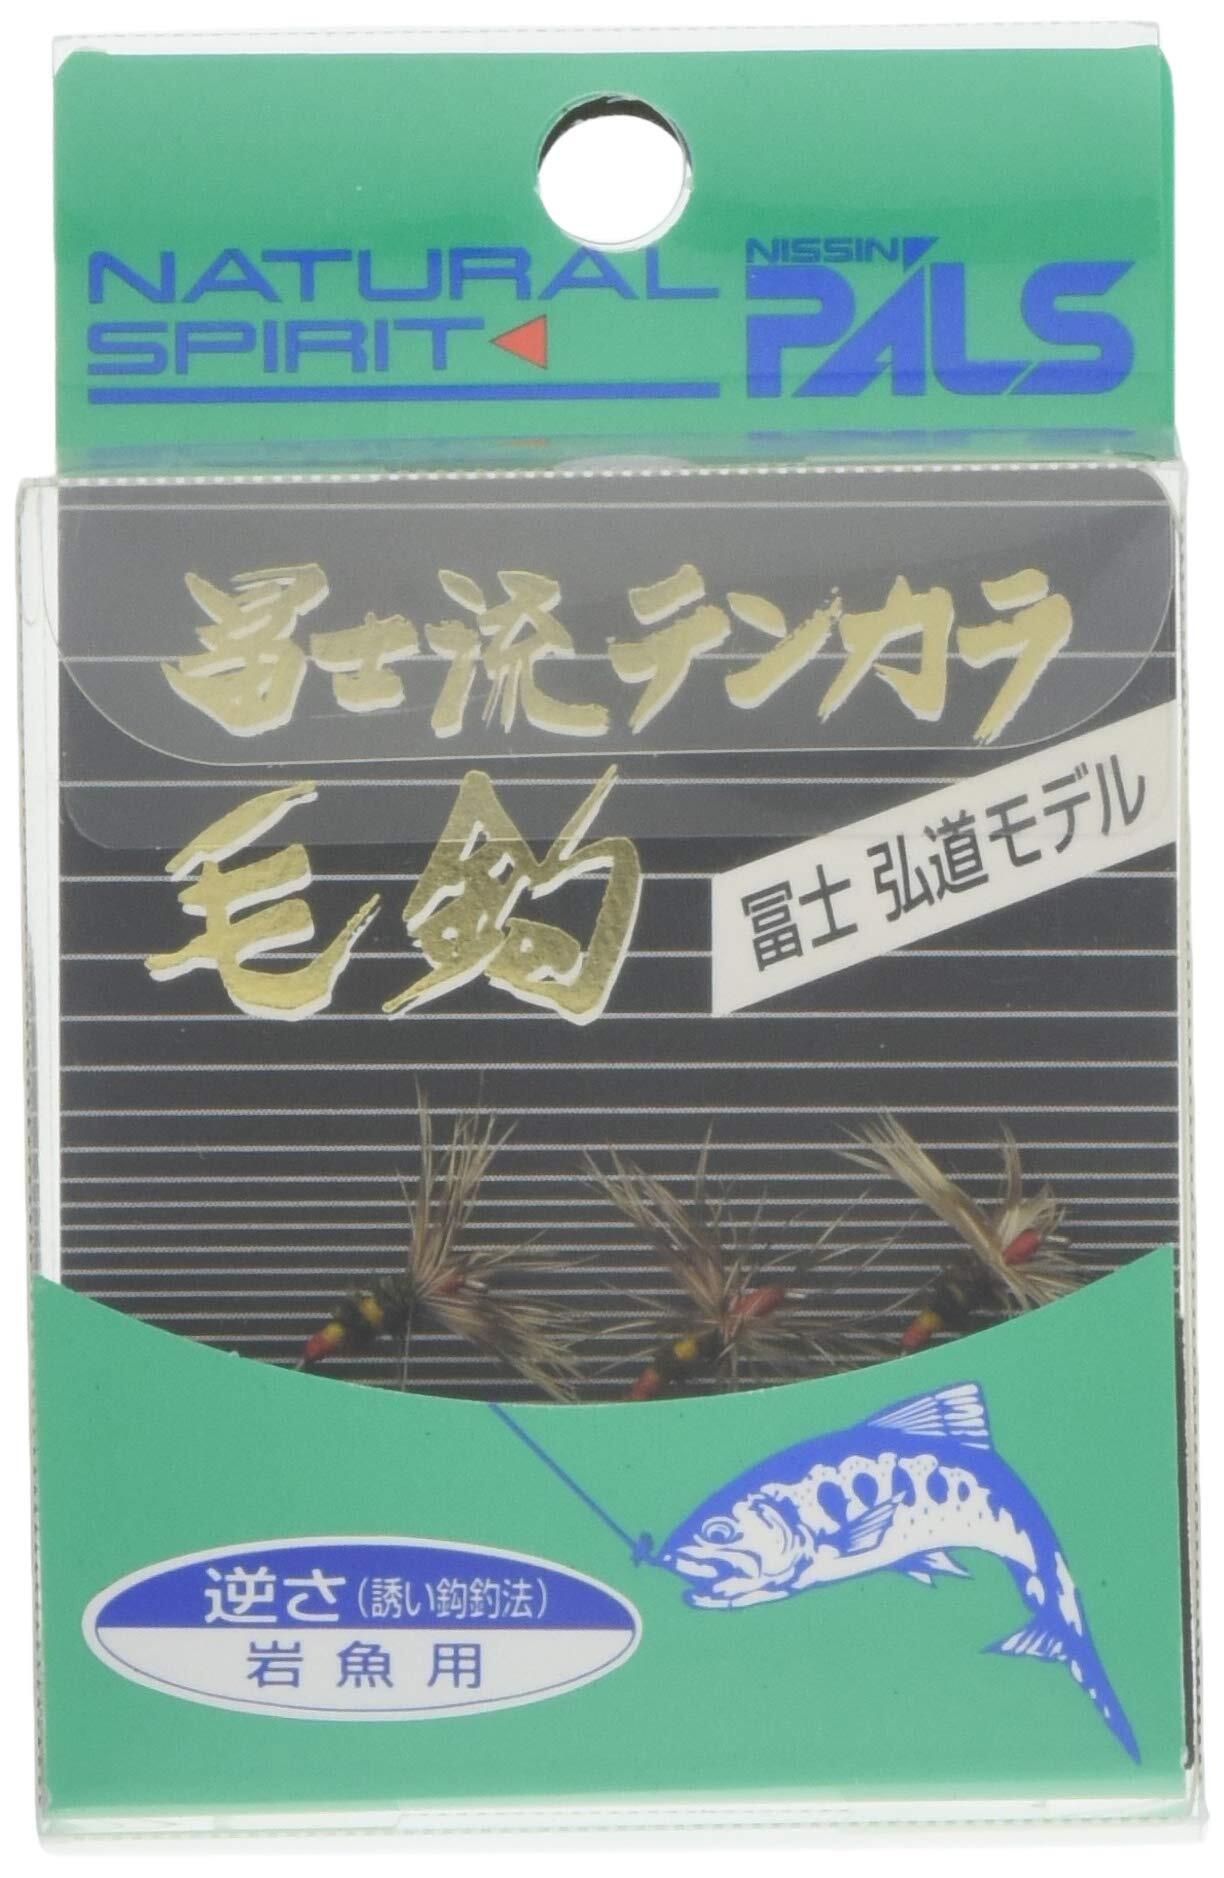 NATURAL
SPIRIT
NISSIN
PALS
冨士流テンカラ
毛鈎
冨士 弘道モデル
逆さ(誘い鈎釣法)
岩魚用